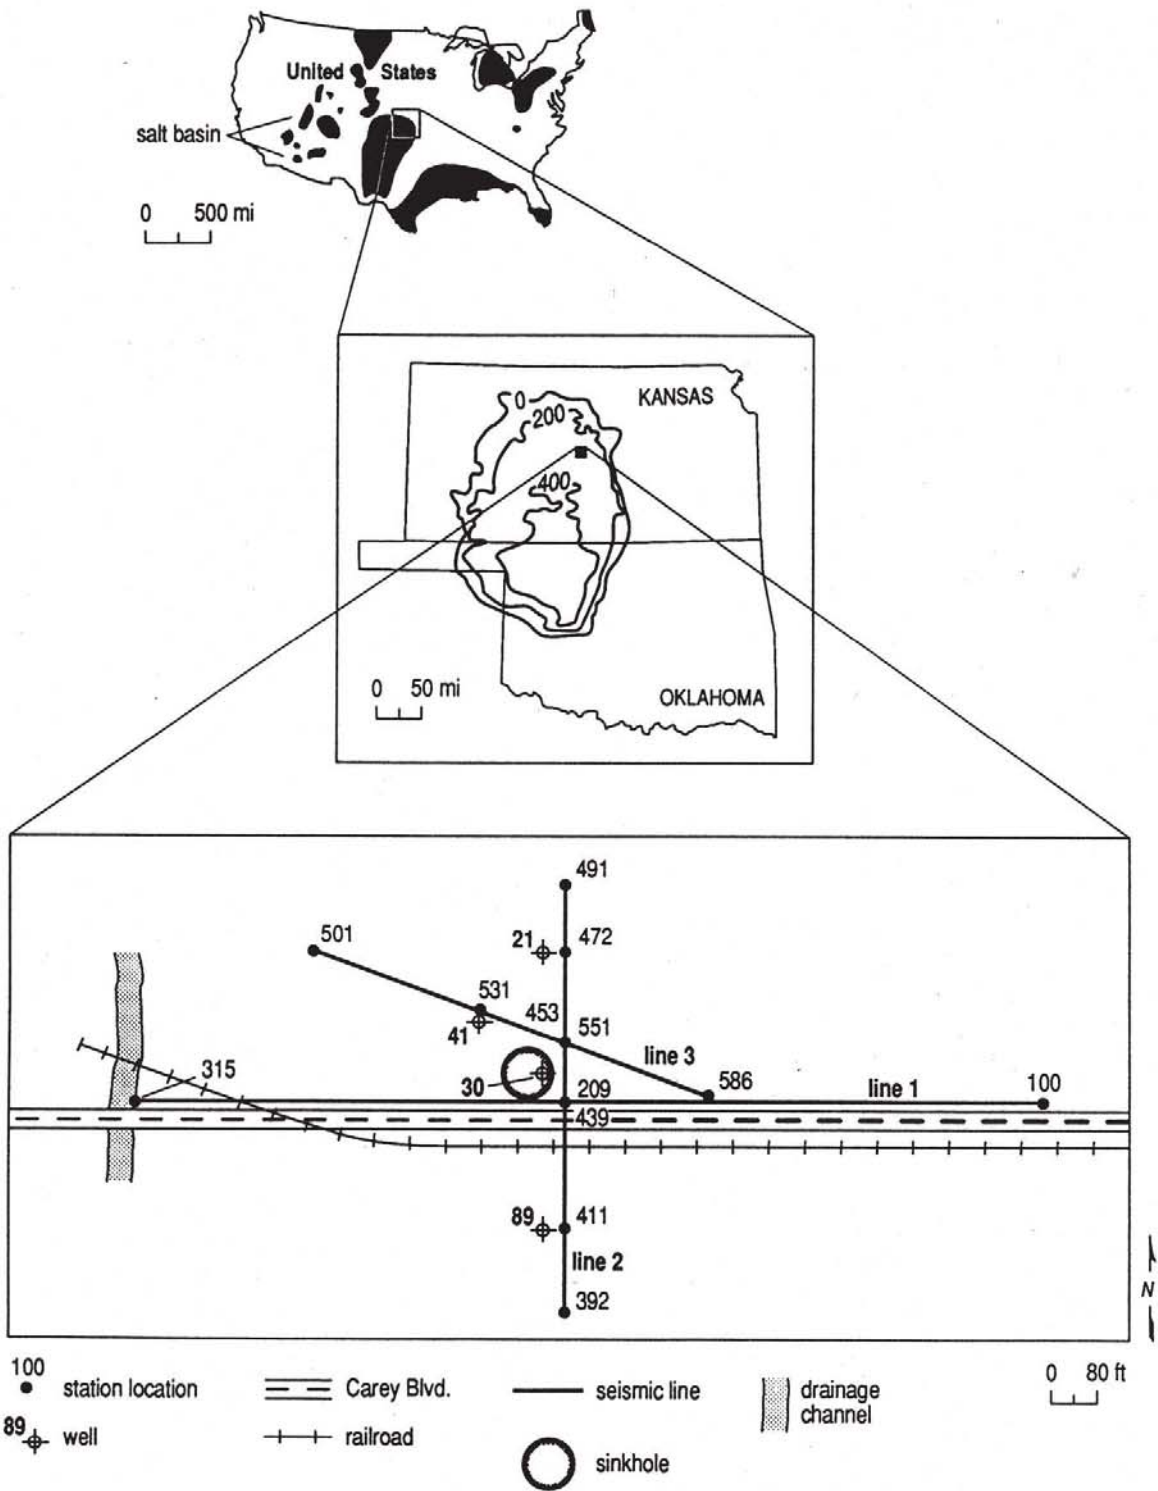 United States
salt basin
0 500 mi
KANSAS
0
200
400
0 50 mi
OKLAHOMA
491
501
21
472
531
453
551
41
line 3
315
30
586
line 1
100
209
439
89
411
line 2
392
N
100
station location
Carey Blvd.
seismic line
drainage
channel
0 80 ft
89
well
railroad
sinkhole